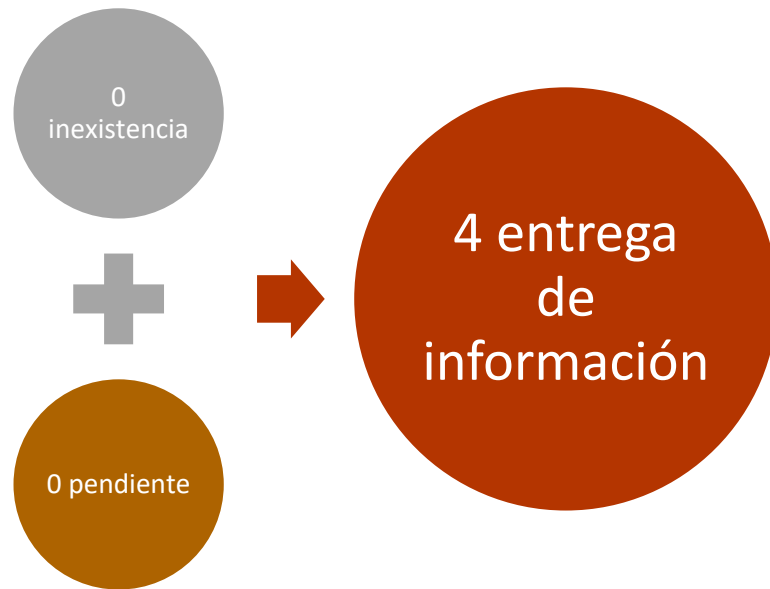 0
inexistencia
0 pendiente
4 entrega
de
información